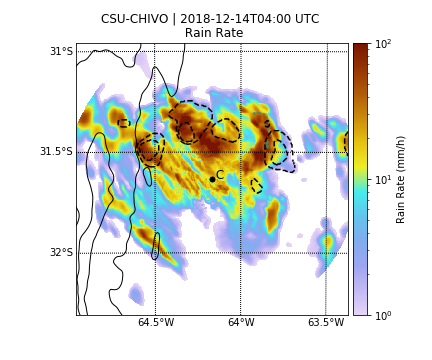 CSU-CHIVO | 2018-12-14T04:00 UTC
Rain Rate
31°S
31.5°S
32°S
64.5°W
64°W
63.5°W
C
10²
10¹
10⁰
Rain Rate (mm/h)